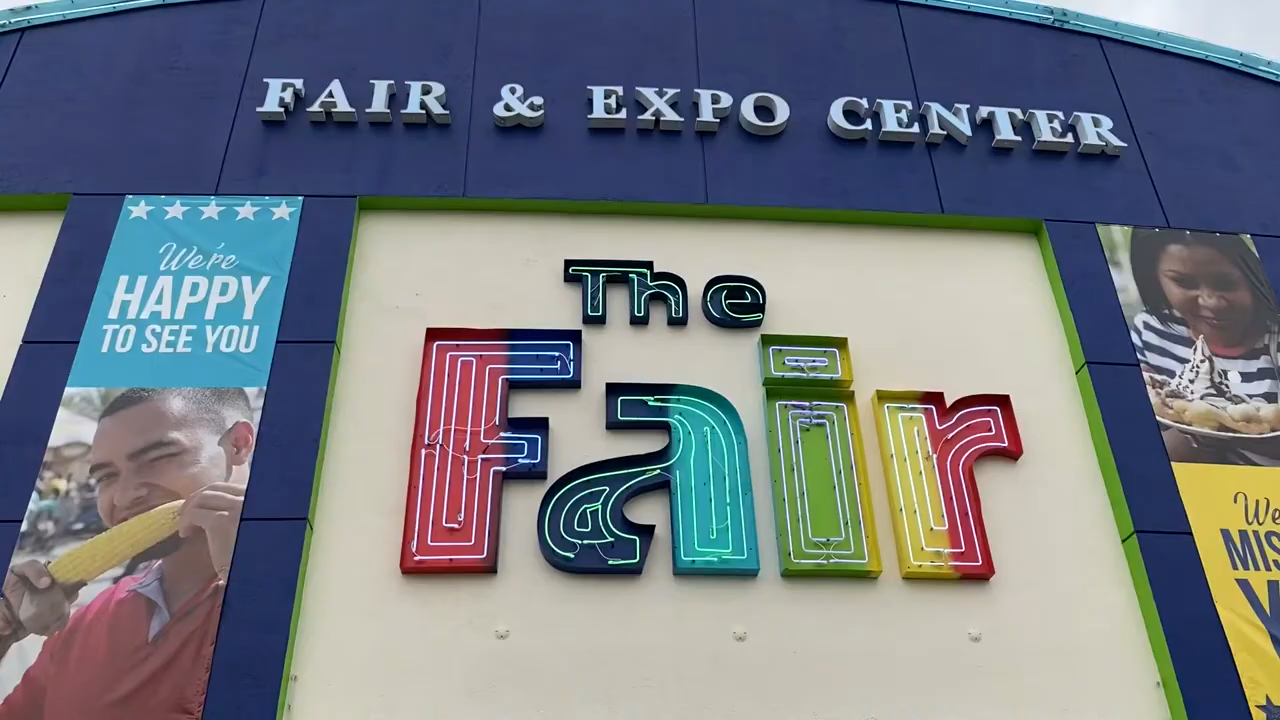 FAIR & EXPO CENTER
We're
HAPPY
TO SEE YOU
The
Fair
We
MIS